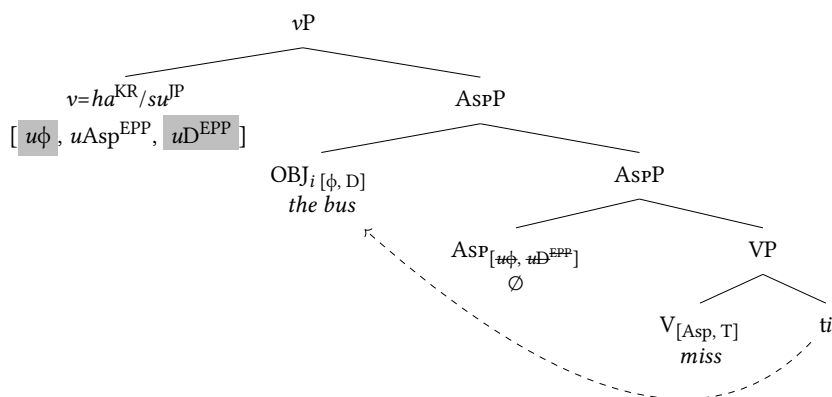 vP
v=ha^KR/su^JP
AspP
[ uϕ , uAsp^EPP, uD^EPP ]
OBJ_i [ϕ, D]
AspP
the bus
Asp[uϕ, uD^EPP]
VP
∅
V[Asp, T]
ti
miss